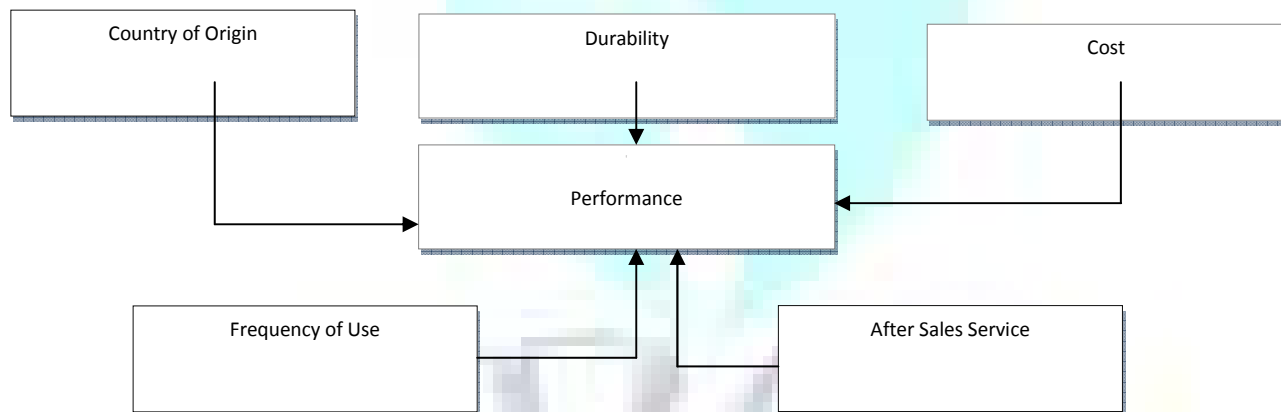 Country of Origin
Durability
Cost
Performance
Frequency of Use
After Sales Service